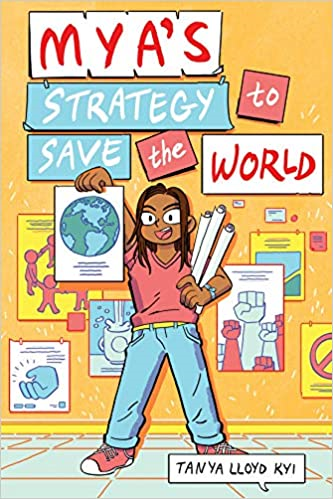 MYA'S
STRATEGY to
SAVE the WORLD
TANYA LLOYD KYI